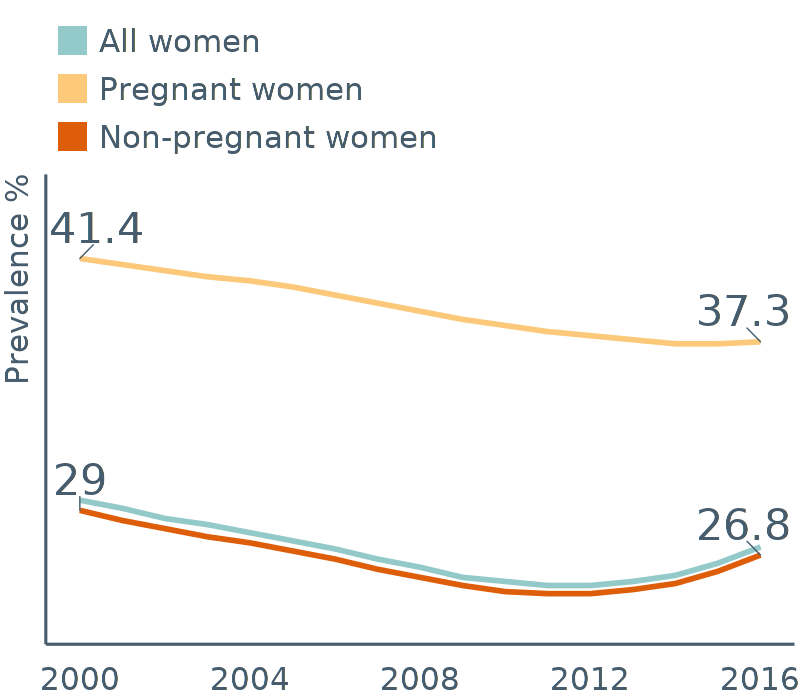 All women
Pregnant women
Non-pregnant women
Prevalence %
41.4
37.3
29
26.8
2000 2004 2008 2012 2016